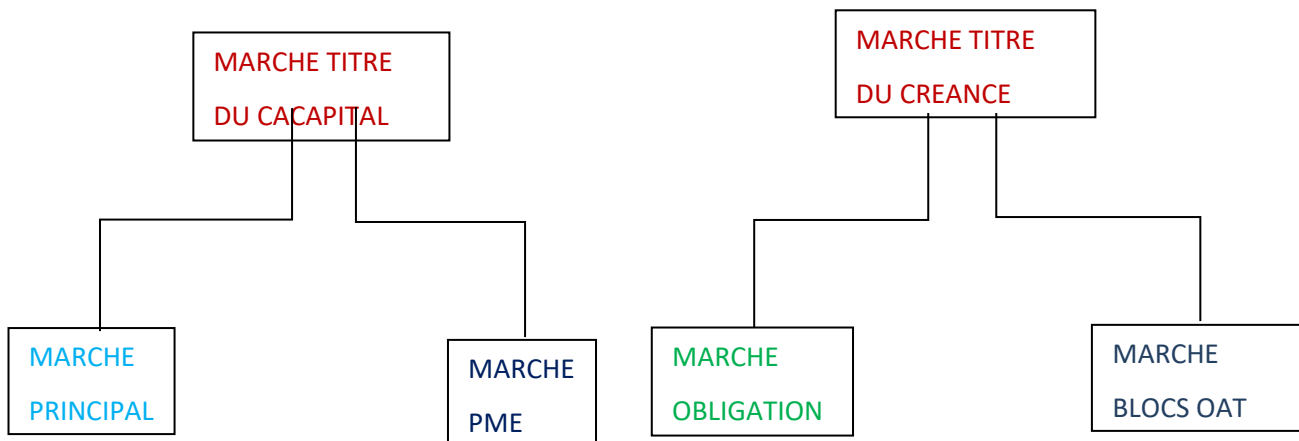 MARCHE TITRE
DU CACAPITAL
MARCHE TITRE
DU CREANCE
MARCHE
PRINCIPAL
MARCHE
PME
MARCHE
OBLIGATION
MARCHE
BLOCS OAT